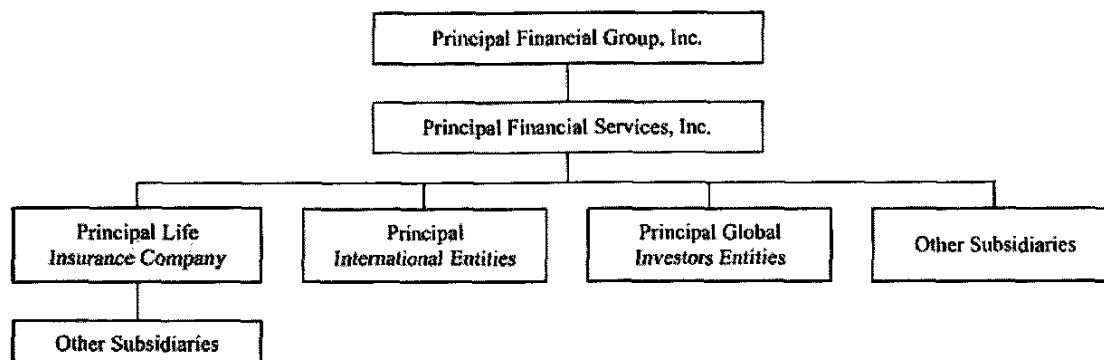 Principal Financial Group, Inc.
Principal Financial Services, Inc.
Principal Life
Insurance Company
Principal
International Entities
Principal Global
Investors Entities
Other Subsidiaries
Other Subsidiaries